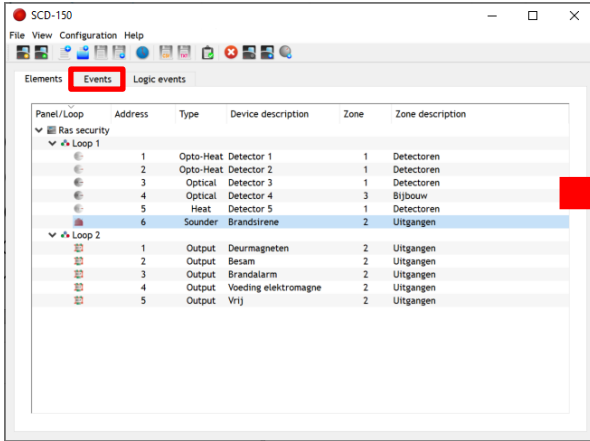 SCD-150
File View Configuration Help
Elements Events Logic events
Panel/Loop Address Type Device description Zone Zone description
Ras security
Loop 1
1 Opto-Heat Detector 1 1 Detectoren
2 Opto-Heat Detector 2 1 Detectoren
3 Optical Detector 3 1 Detectoren
4 Optical Detector 4 3 Bijbouw
5 Heat Detector 5 1 Detectoren
6 Sounder Brandsirene 2 Uitgangen
Loop 2
1 Output Deurmagneten 2 Uitgangen
2 Output Besam 2 Uitgangen
3 Output Brandalarm 2 Uitgangen
4 Output Voeding elektromagne 2 Uitgangen
5 Output Vrij 2 Uitgangen